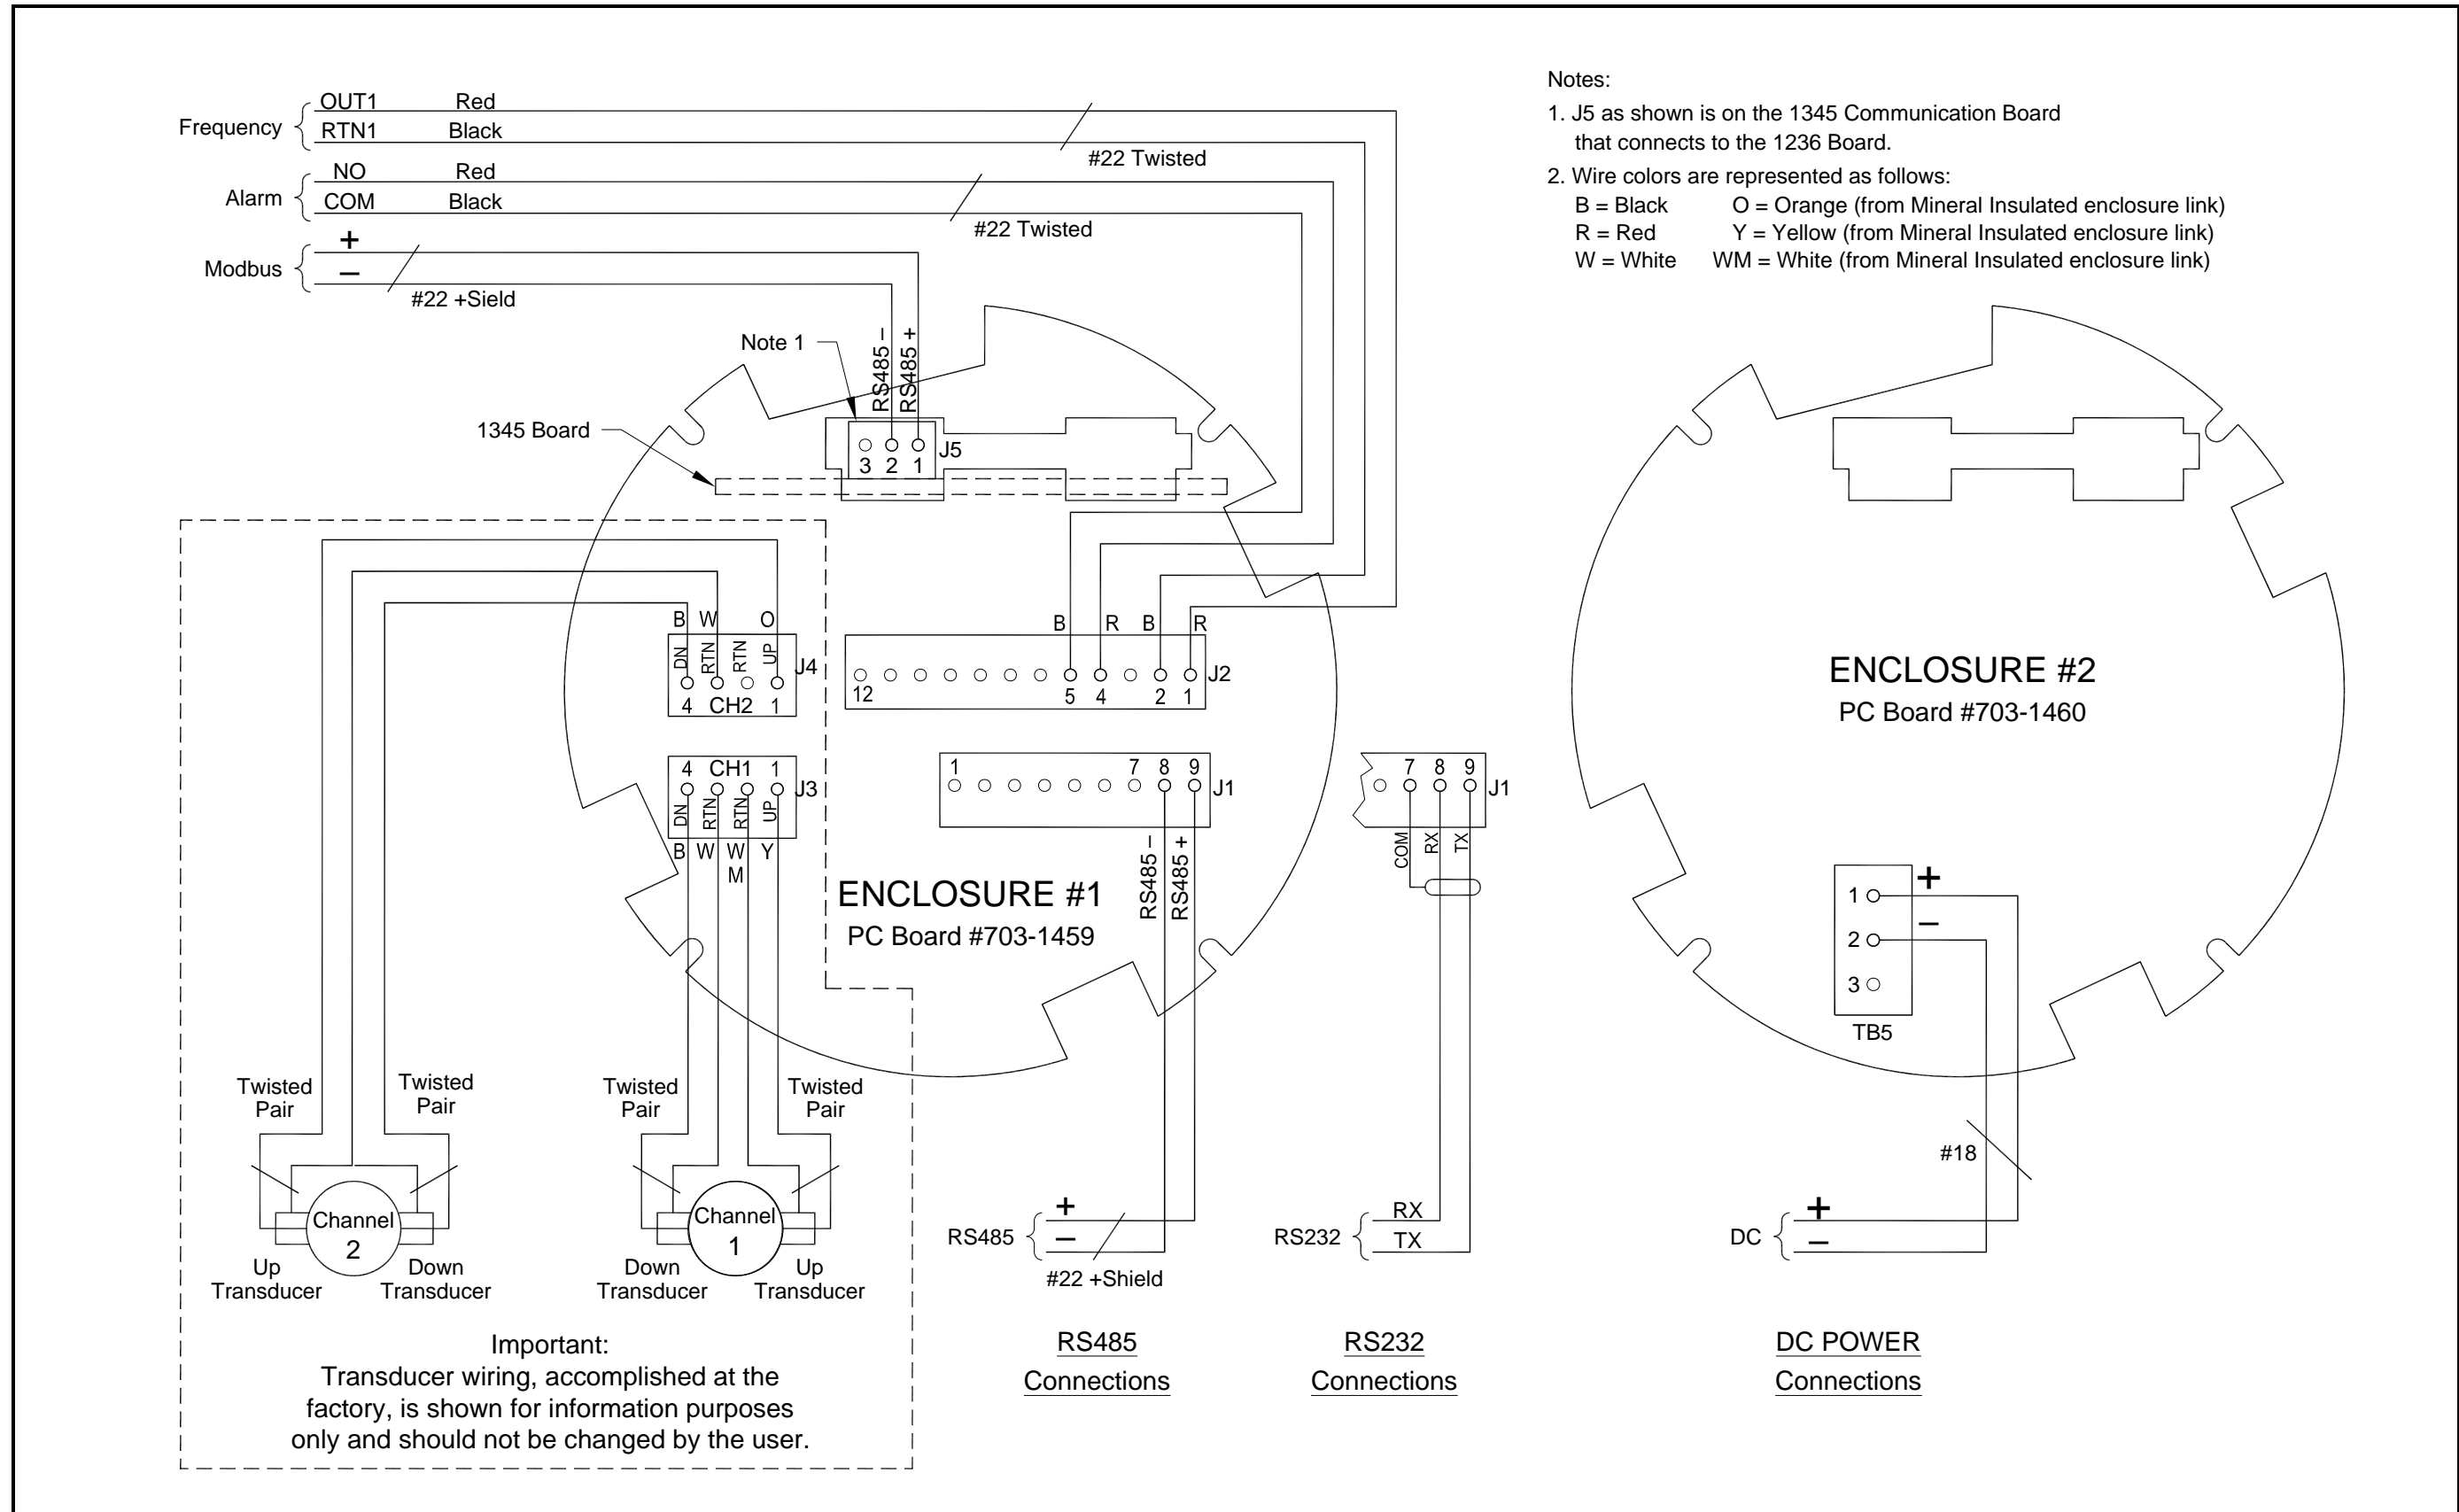 Notes:
1. J5 as shown is on the 1345 Communication Board
that connects to the 1236 Board.
2. Wire colors are represented as follows:
B = Black O = Orange (from Mineral Insulated enclosure link)
R = Red Y = Yellow (from Mineral Insulated enclosure link)
W = White WM = White (from Mineral Insulated enclosure link)
Frequency
OUT1 Red
RTN1 Black
#22 Twisted
Alarm
NO Red
COM Black
#22 Twisted
Modbus
+
–
#22 +Sield
Note 1
RS485 –
RS485 +
1345 Board
J5
3 2 1
B W O
DN RTN RTN UP
J4
4 CH2 1
B R B R
J2
12 5 4 2 1
4 CH1 1
J3
DN RTN RTN UP
B W W Y
M
1 7 8 9
J1
RS485 –
RS485 +
7 8 9
J1
COM RX TX
ENCLOSURE #1
PC Board #703-1459
ENCLOSURE #2
PC Board #703-1460
1 +
–
2
3
TB5
#18
Twisted
Pair
Twisted
Pair
Twisted
Pair
Twisted
Pair
Channel
2
Channel
1
Up
Transducer
Down
Transducer
Down
Transducer
Up
Transducer
RS485
+
–
#22 +Shield
RS232
RX
TX
DC
+
–
Important:
Transducer wiring, accomplished at the
factory, is shown for information purposes
only and should not be changed by the user.
RS485
Connections
RS232
Connections
DC POWER
Connections